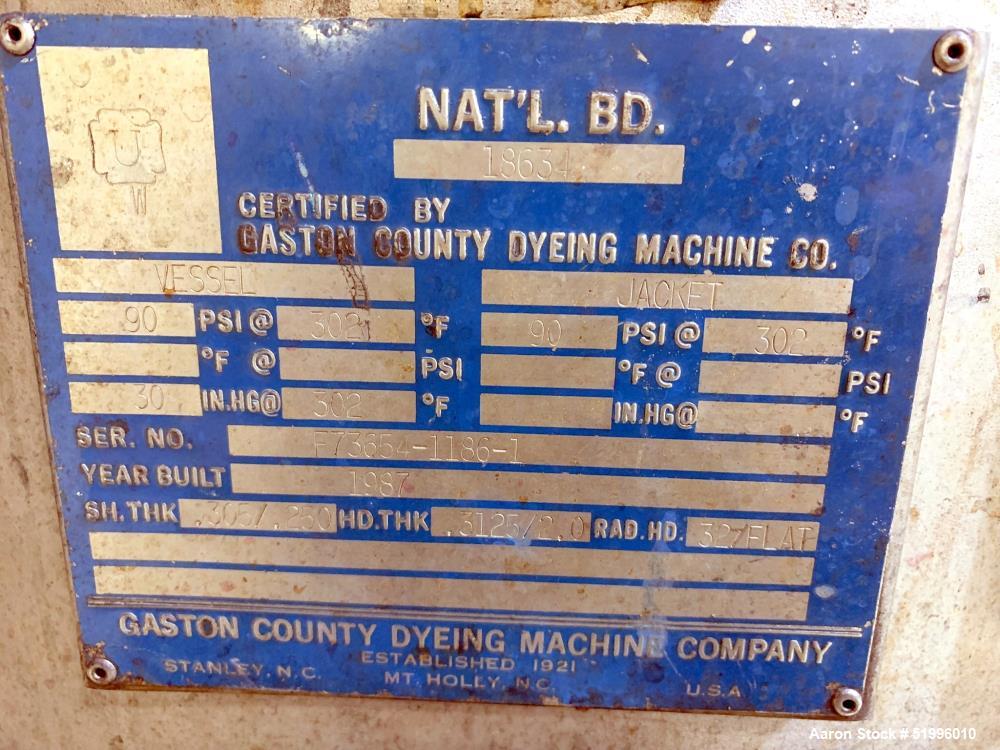 U
W
NAT'L. BD.
18634
CERTIFIED BY
GASTON COUNTY DYEING MACHINE CO.
VESSEL JACKET
90 PSI @ 302 °F 90 PSI @ 302 °F
°F @ PSI °F @ PSI
30 IN.HG@ 302 °F IN.HG@ °F
SER. NO. F73654-1186-1
YEAR BUILT 1987
SH.THK .305/.250 HD.THK .3125/2.0 RAD.HD. 32/FLAT
GASTON COUNTY DYEING MACHINE COMPANY
ESTABLISHED 1921
STANLEY, N.C. MT. HOLLY, N.C. U.S.A
Aaron Stock # 51996010